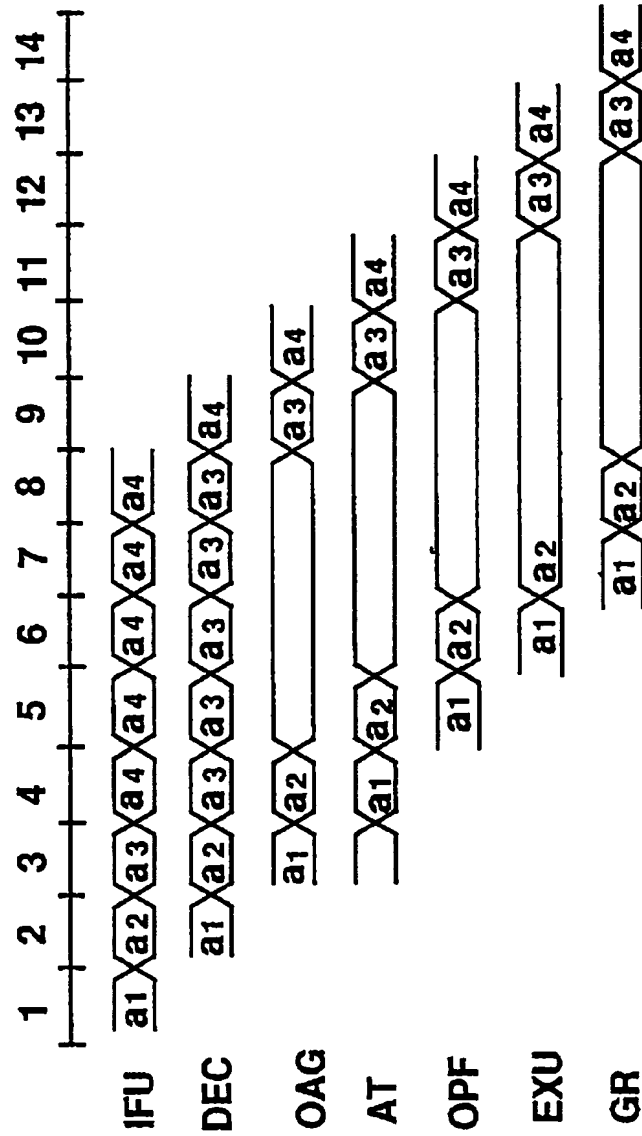 1 2 3 4 5 6 7 8 9 10 11 12 13 14
IFU a1 a2 a3 a4 a4 a4 a4 a4
DEC a1 a2 a3 a3 a3 a3 a3 a4
OAG a1 a2 a3 a4
AT a1 a2 a3 a4
OPF a1 a2 a3 a4
EXU a1 a2 a3 a4
GR a1 a2 a3 a4